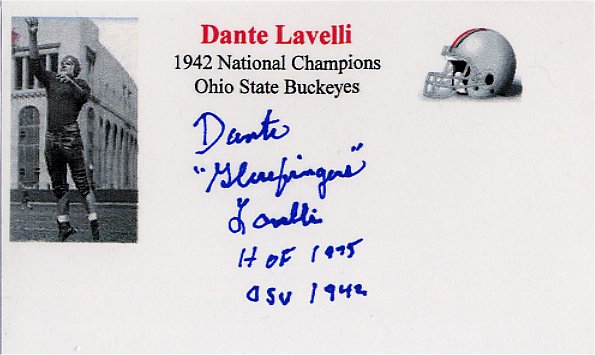 Dante Lavelli
1942 National Champions
Ohio State Buckeyes
Dante
"Gluefingers"
Lavelli
HOF 1975
OSU 1942